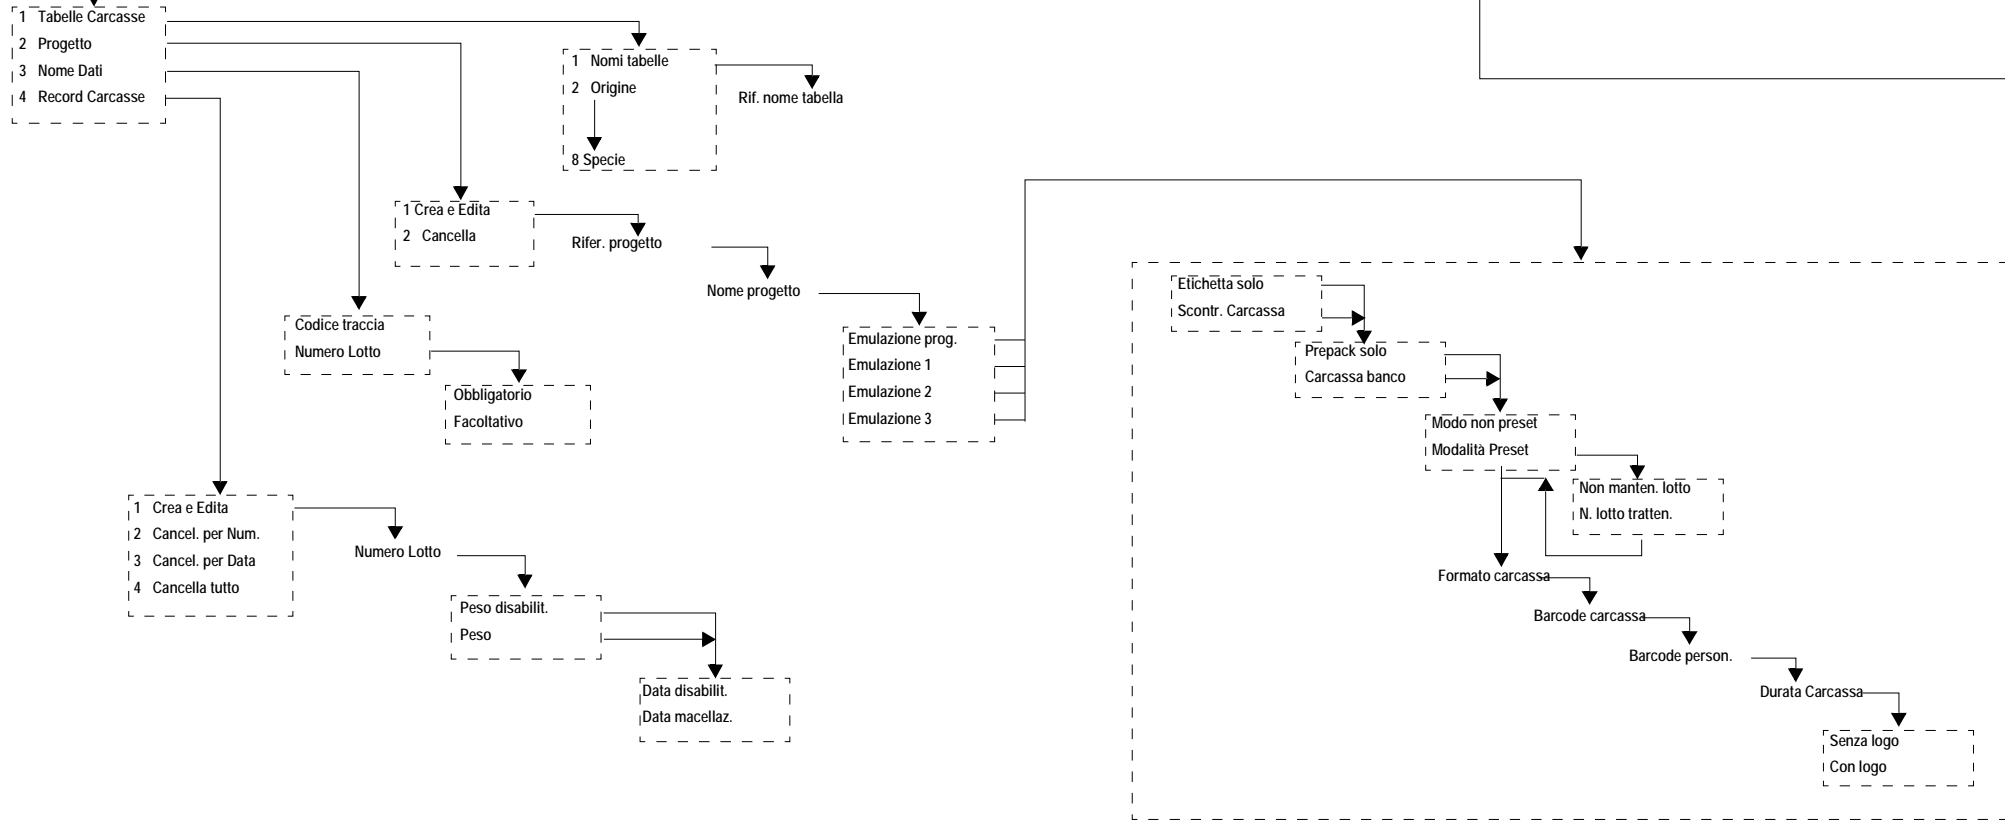 1 Tabelle Carcasse
2 Progetto
3 Nome Dati
4 Record Carcasse
1 Nomi tabelle
2 Origine
8 Specie
Rif. nome tabella
1 Crea e Edita
2 Cancella
Rifer. progetto
Nome progetto
Codice traccia
Numero Lotto
Obbligatorio
Facoltativo
Emulazione prog.
Emulazione 1
Emulazione 2
Emulazione 3
1 Crea e Edita
2 Cancel. per Num.
3 Cancel. per Data
4 Cancella tutto
Numero Lotto
Peso disabilit.
Peso
Data disabilit.
Data macellaz.
Etichetta solo
Scontr. Carcassa
Prepack solo
Carcassa banco
Modo non preset
Modalità Preset
Non manten. lotto
N. lotto tratten.
Formato carcassa
Barcode carcassa
Barcode person.
Durata Carcassa
Senza logo
Con logo